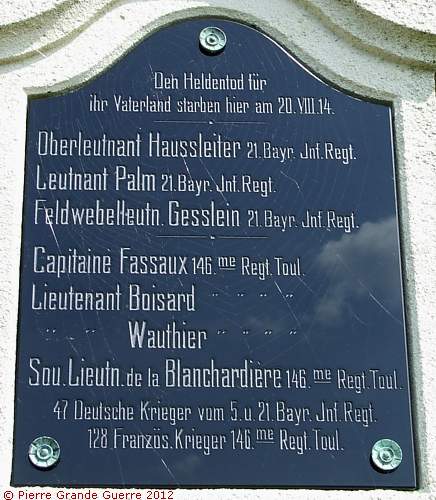 Den Heldentod für
ihr Vaterland starben hier am 20.VIII.14.
Oberleutnant Haussleiter 21.Bayr. Jnf.Regt.
Leutnant Palm 21.Bayr. Jnf.Regt.
Feldwebelleutn. Gesslein 21.Bayr. Jnf.Regt.
Capitaine Fassaux 146.me Regt.Toul.
Lieutenant Boisard " " " "
" " Wauthier " " " "
Sou.Lieutn.de la Blanchardière 146.me Regt.Toul.
47 Deutsche Krieger vom 5.u.21.Bayr. Jnf.Regt.
128 Französ.Krieger 146.me Regt.Toul.
© Pierre Grande Guerre 2012